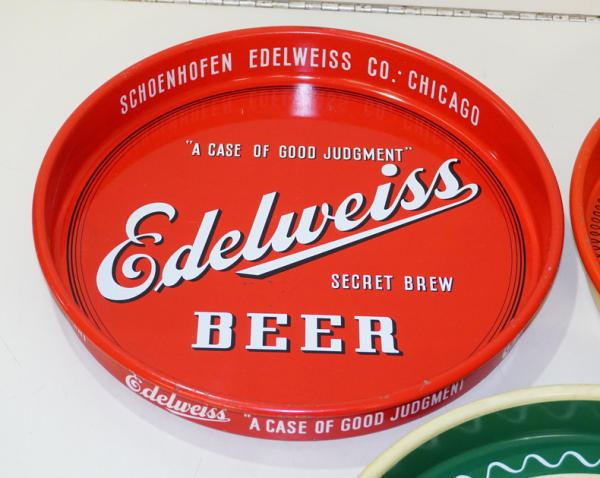 SCHOENHOFEN EDELWEISS CO.: CHICAGO
"A CASE OF GOOD JUDGMENT"
Edelweiss
SECRET BREW
BEER
Edelweiss "A CASE OF GOOD JUDGMENT